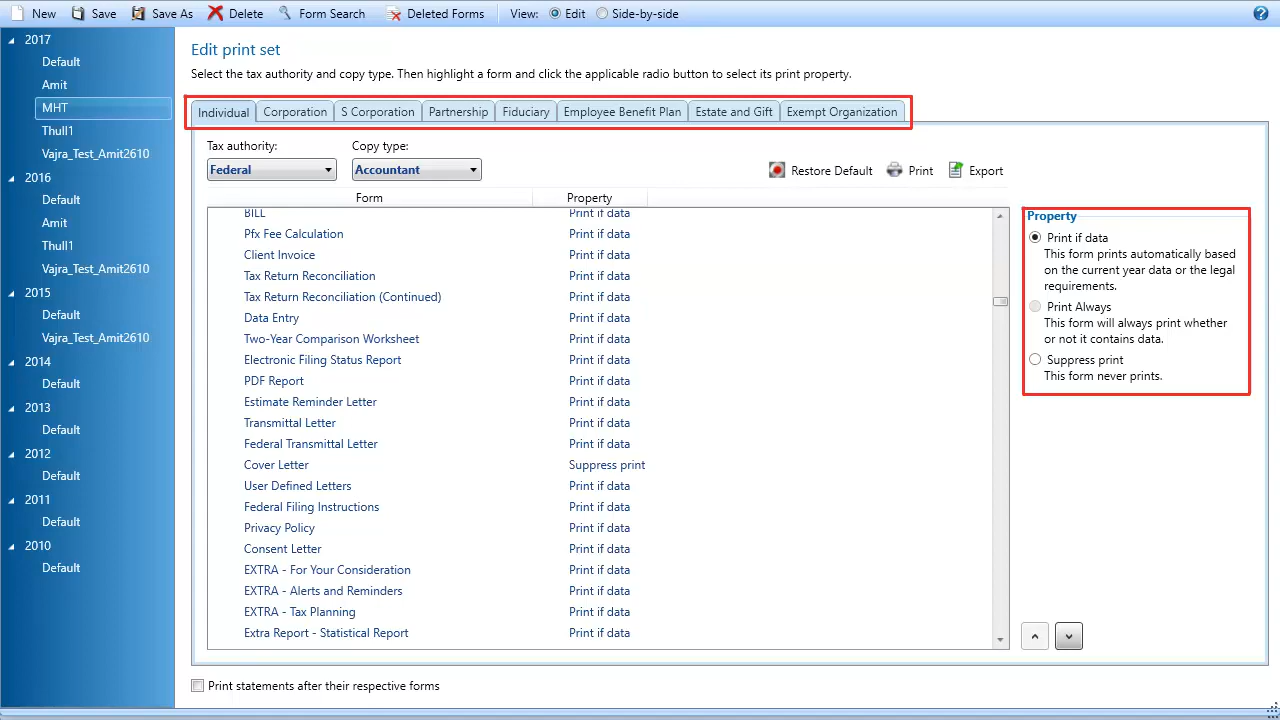 New Save Save As Delete Form Search Deleted Forms View: Edit Side-by-side
2017
Default
Amit
MHT
Thull1
Vajra_Test_Amit2610
2016
Default
Amit
Thull1
Vajra_Test_Amit2610
2015
Default
Vajra_Test_Amit2610
2014
Default
2013
Default
2012
Default
2011
Default
2010
Default
Edit print set
Select the tax authority and copy type. Then highlight a form and click the applicable radio button to select its print property.
Individual Corporation S Corporation Partnership Fiduciary Employee Benefit Plan Estate and Gift Exempt Organization
Tax authority: Copy type:
Federal Accountant Restore Default Print Export
Form Property
BILL Print if data
Pfx Fee Calculation Print if data
Client Invoice Print if data
Tax Return Reconciliation Print if data
Tax Return Reconciliation (Continued) Print if data
Data Entry Print if data
Two-Year Comparison Worksheet Print if data
Electronic Filing Status Report Print if data
PDF Report Print if data
Estimate Reminder Letter Print if data
Transmittal Letter Print if data
Federal Transmittal Letter Print if data
Cover Letter Suppress print
User Defined Letters Print if data
Federal Filing Instructions Print if data
Privacy Policy Print if data
Consent Letter Print if data
EXTRA - For Your Consideration Print if data
EXTRA - Alerts and Reminders Print if data
EXTRA - Tax Planning Print if data
Extra Report - Statistical Report Print if data
Property
Print if data
This form prints automatically based
on the current year data or the legal
requirements.
Print Always
This form will always print whether
or not it contains data.
Suppress print
This form never prints.
Print statements after their respective forms